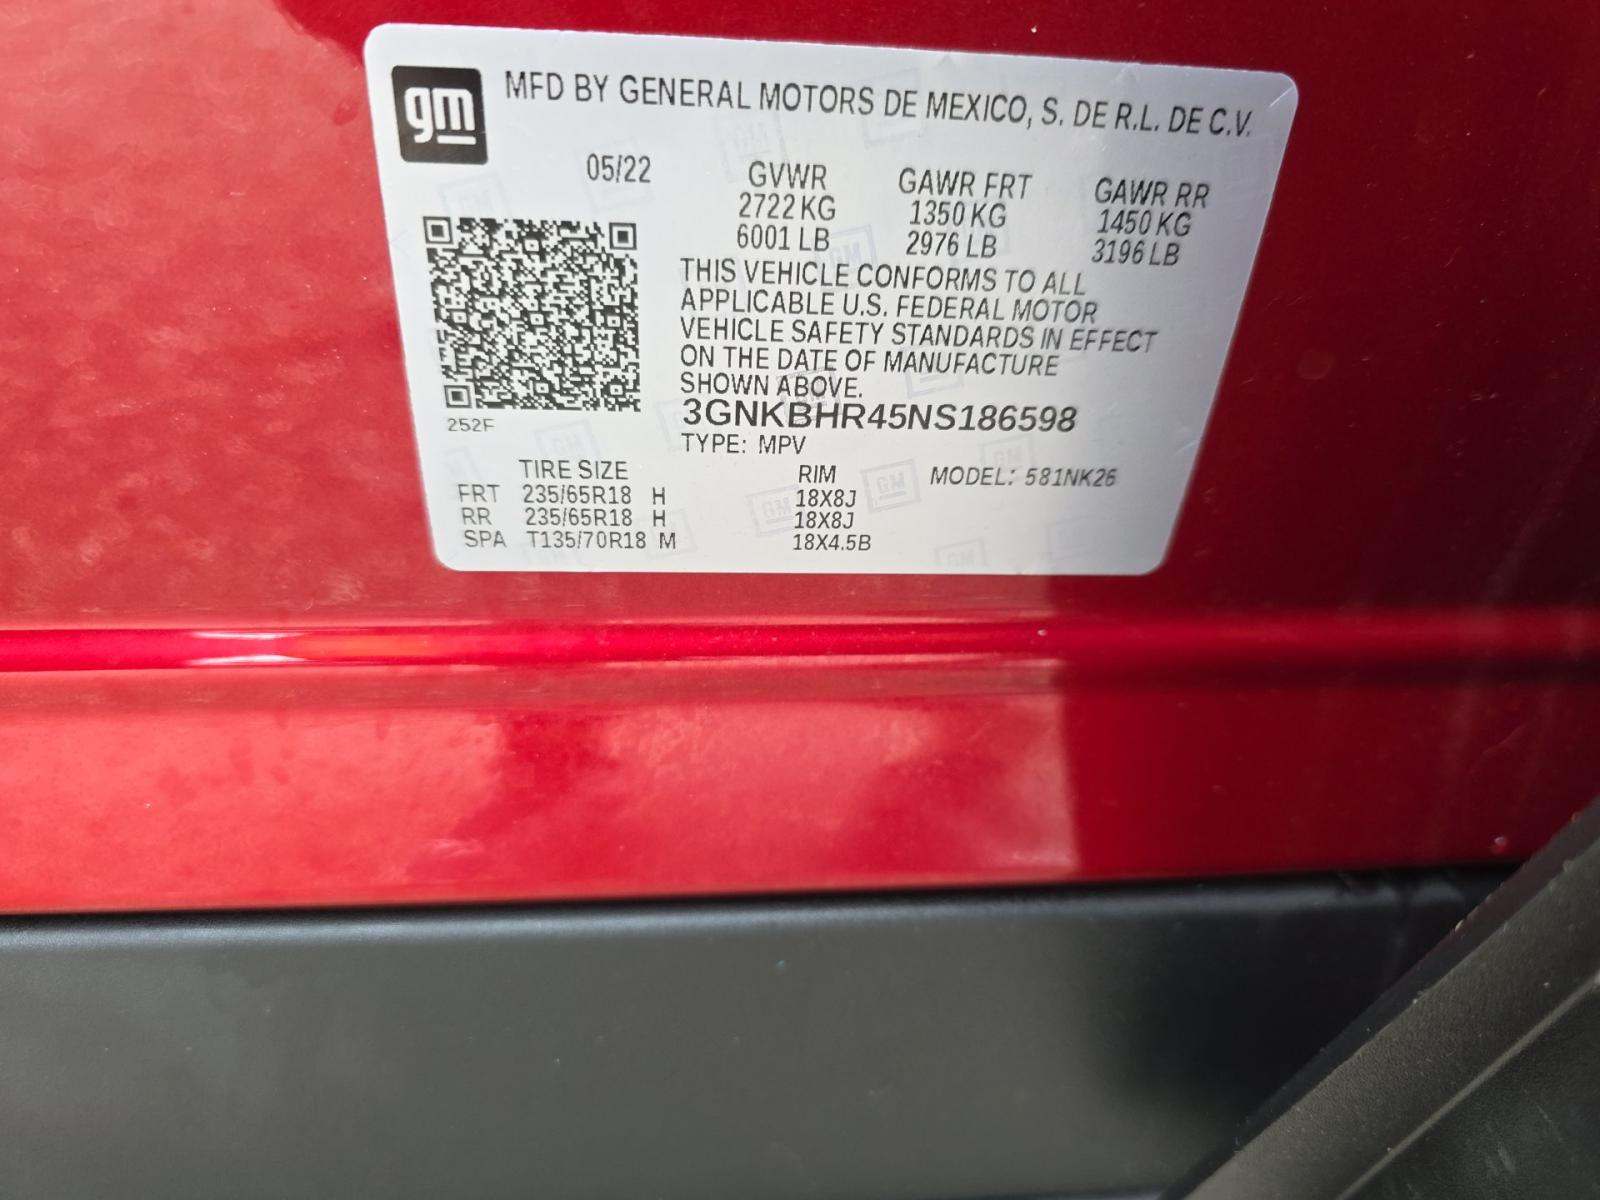 gm
MFD BY GENERAL MOTORS DE MEXICO, S. DE R.L. DE C.V.
05/22
GVWR GAWR FRT GAWR RR
2722 KG 1350 KG 1450 KG
6001 LB 2976 LB 3196 LB
THIS VEHICLE CONFORMS TO ALL
APPLICABLE U.S. FEDERAL MOTOR
VEHICLE SAFETY STANDARDS IN EFFECT
ON THE DATE OF MANUFACTURE
SHOWN ABOVE.
3GNKBHR45NS186598
252F
TYPE: MPV
TIRE SIZE RIM MODEL: 581NK26
FRT 235/65R18 H 18X8J
RR 235/65R18 H 18X8J
SPA T135/70R18 M 18X4.5B